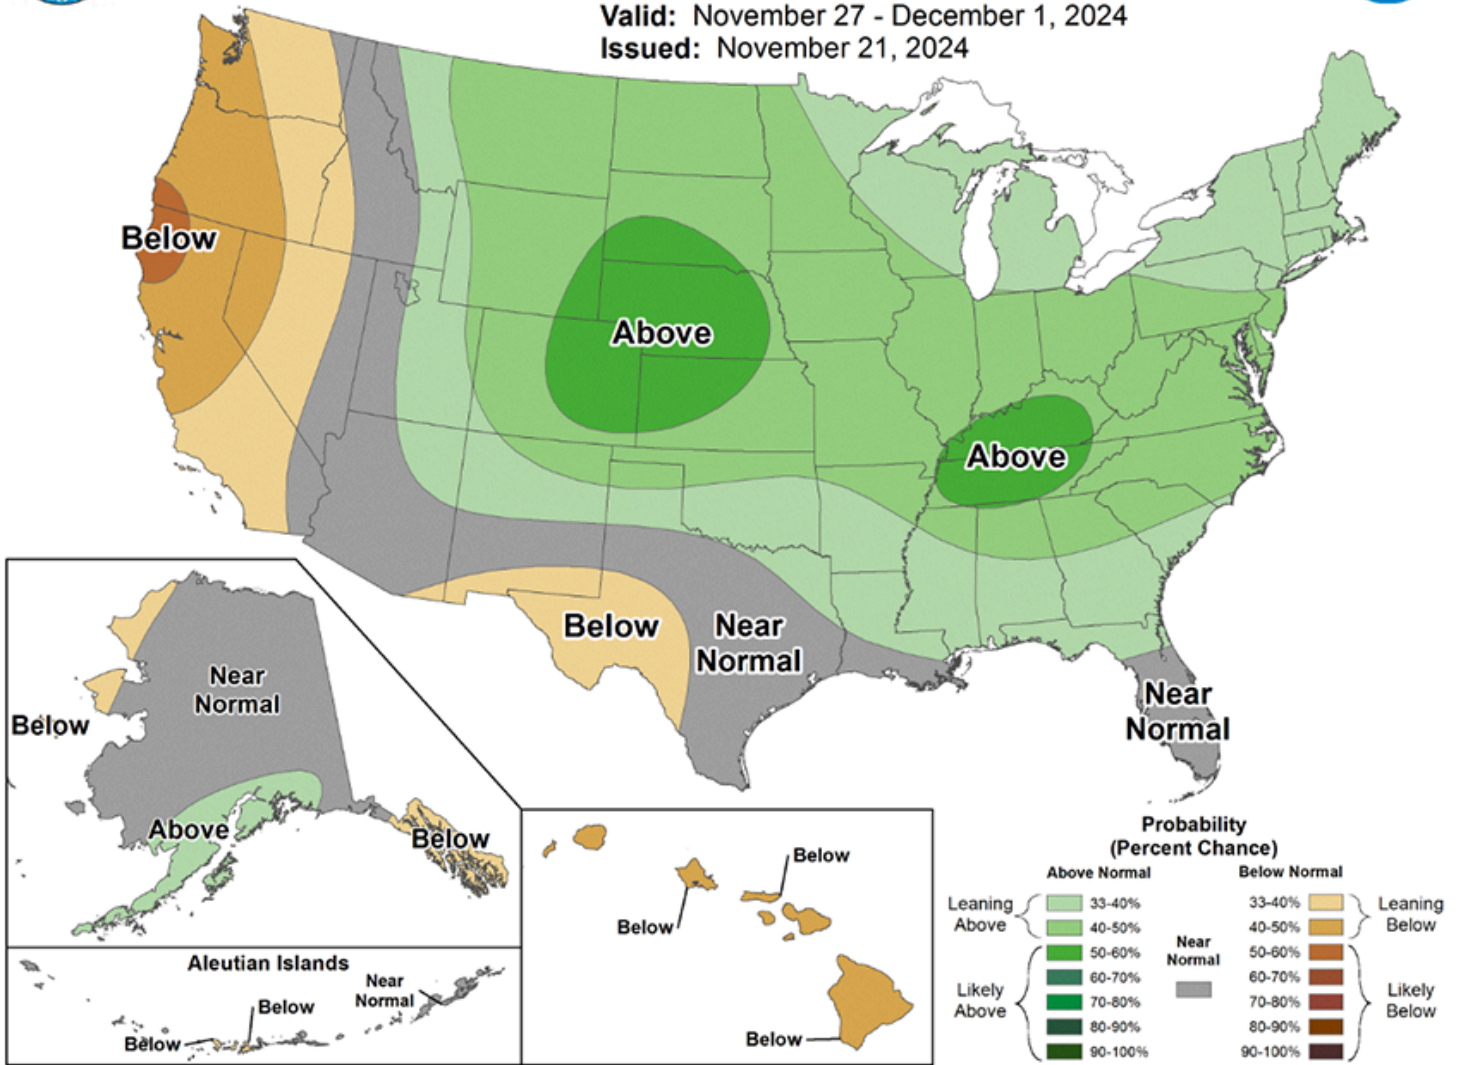 Valid: November 27 - December 1, 2024
Issued: November 21, 2024
Below
Above
Above
Below
Near
Normal
Near
Normal
Near
Normal
Below
Above
Below
Aleutian Islands
Near
Normal
Below
Below
Below
Below
Below
Probability
(Percent Chance)
Above Normal
Below Normal
Leaning
Above
33-40%
40-50%
Likely
Above
50-60%
60-70%
70-80%
80-90%
90-100%
Near
Normal
33-40%
40-50%
Leaning
Below
50-60%
60-70%
70-80%
80-90%
90-100%
Likely
Below